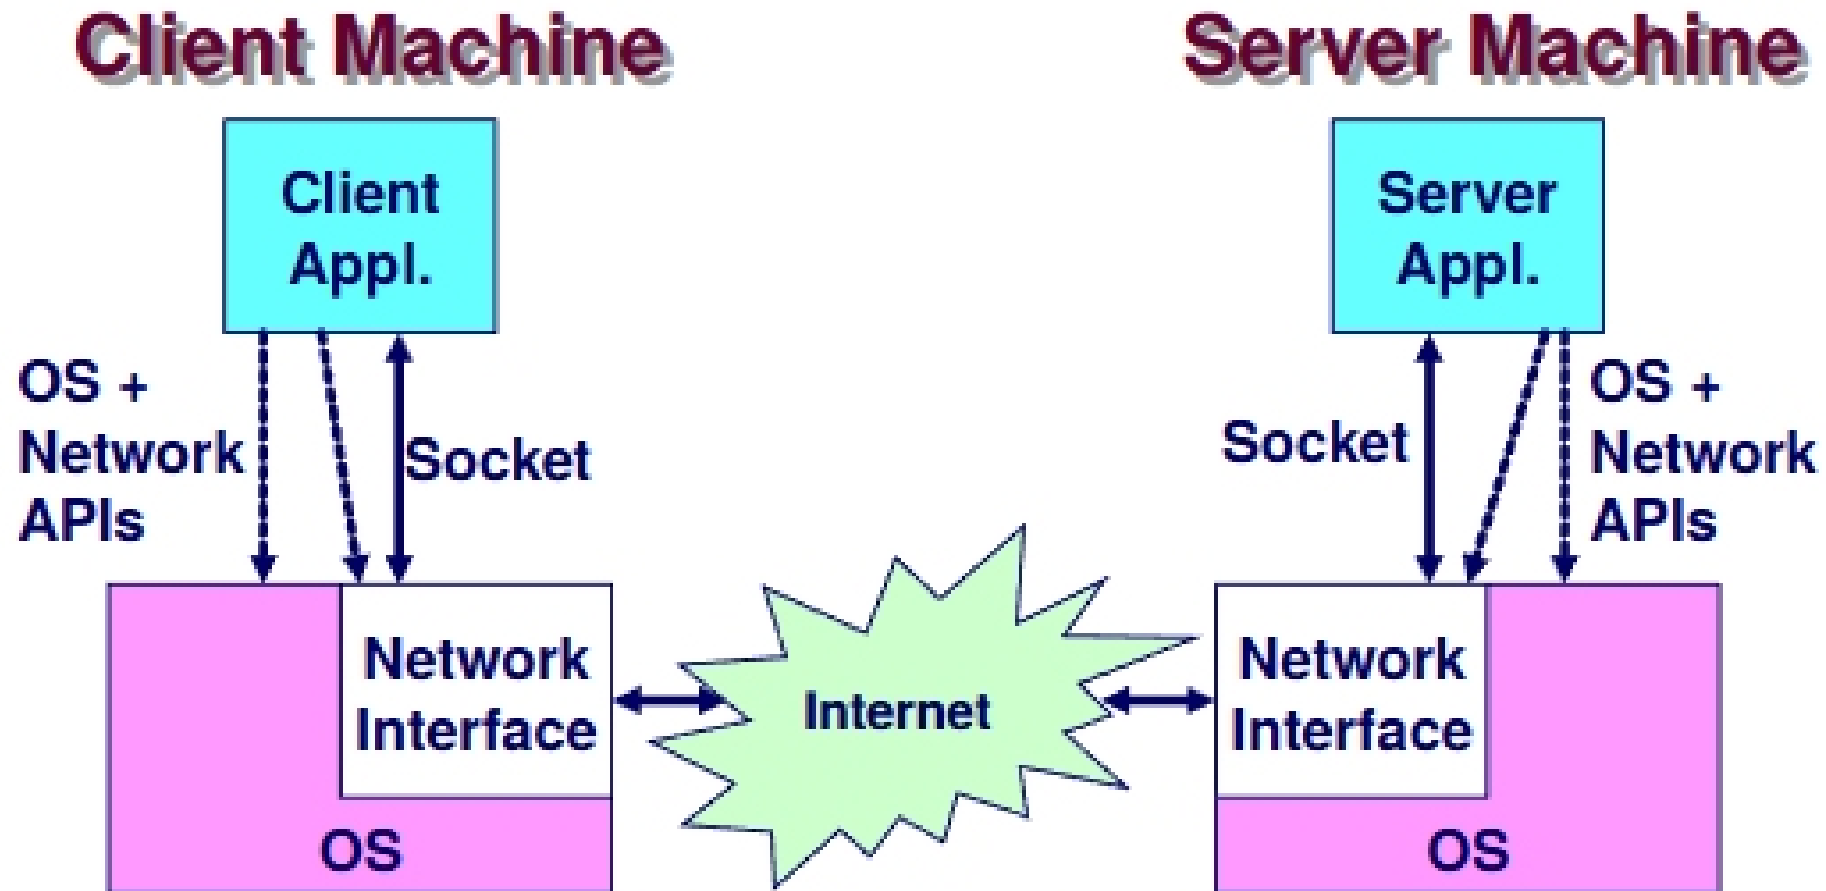 Client Machine
Server Machine
Client
Appl.
Server
Appl.
OS +
Network
APIs
Socket
Socket
OS +
Network
APIs
Network
Interface
Internet
Network
Interface
OS
OS